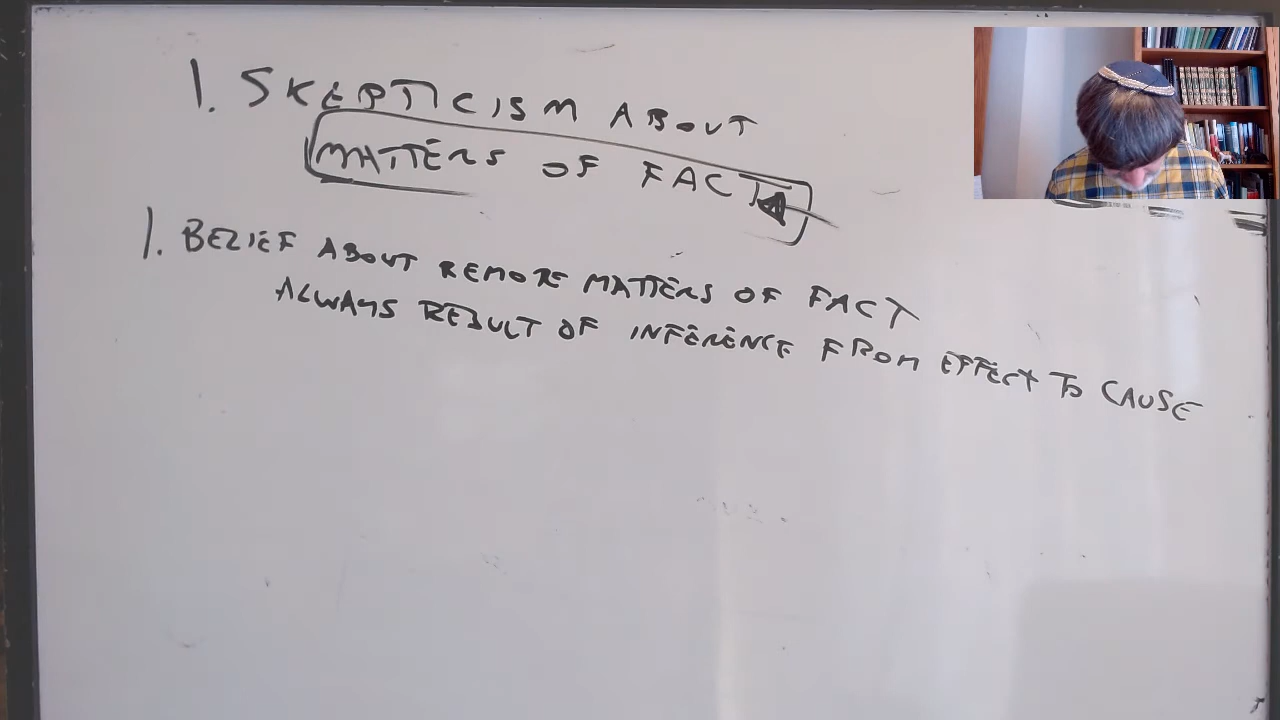 1. SKEPTICISM ABOUT
MATTERS OF FACT
1. BELIEF ABOUT REMOTE MATTERS OF FACT
ALWAYS RESULT OF INFERENCE FROM EFFECT TO CAUSE